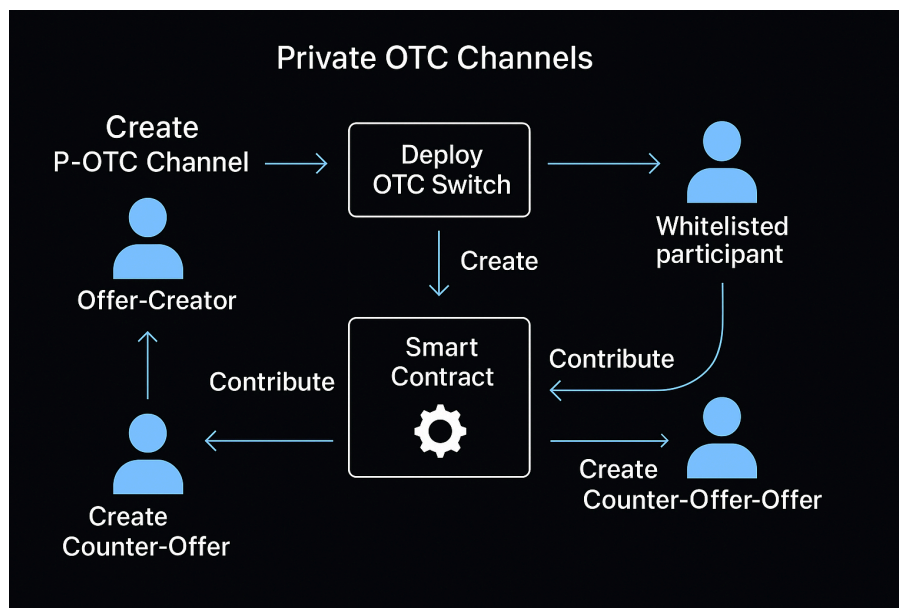 Private OTC Channels
Create
P-OTC Channel
Deploy
OTC Switch
Whitelisted
participant
Offer-Creator
Create
Smart
Contract
Contribute
Contribute
Create
Counter-Offer
Create
Counter-Offer-Offer